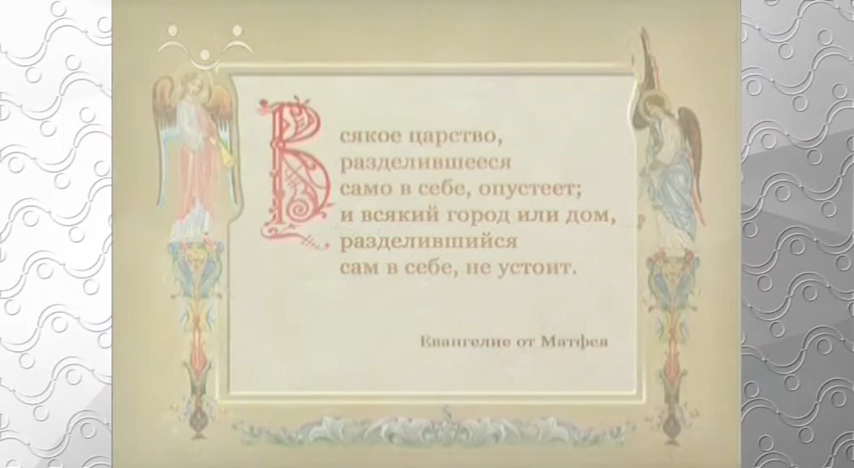 Всякое царство,
разделившееся
само в себе, опустеет;
и всякий город или дом,
разделившийся
сам в себе, не устоит.
Евангелие от Матфея